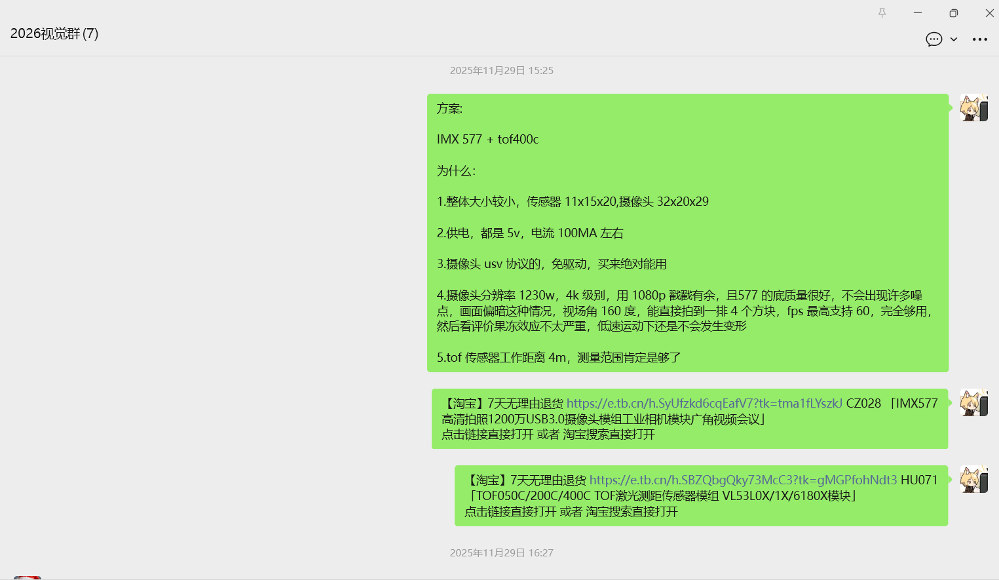 2026视觉群 (7)
2025年11月29日 15:25
方案:
IMX 577 + tof400c
为什么：
1.整体大小较小，传感器 11x15x20,摄像头 32x20x29
2.供电，都是 5v，电流 100MA 左右
3.摄像头 usv 协议的，免驱动，买来绝对能用
4.摄像头分辨率 1230w，4k 级别，用 1080p 戳戳有余，且577 的底质量很好，不会出现许多噪
点，画面偏暗这种情况，视场角 160 度，能直接拍到一排 4 个方块，fps 最高支持 60，完全够用，
然后看评价果冻效应不太严重，低速运动下还是不会发生变形
5.tof 传感器工作距离 4m，测量范围肯定是够了
【淘宝】7天无理由退货 https://e.tb.cn/h.SyUfzkd6cqEafV7?tk=tma1fLYszkJ CZ028 「IMX577
高清拍照1200万USB3.0摄像头模组工业相机模块广角视频会议」
点击链接直接打开 或者 淘宝搜索直接打开
【淘宝】7天无理由退货 https://e.tb.cn/h.SBZQbgQky73McC3?tk=gMGPfohNdt3 HU071
「TOF050C/200C/400C TOF激光测距传感器模组 VL53L0X/1X/6180X模块」
点击链接直接打开 或者 淘宝搜索直接打开
2025年11月29日 16:27